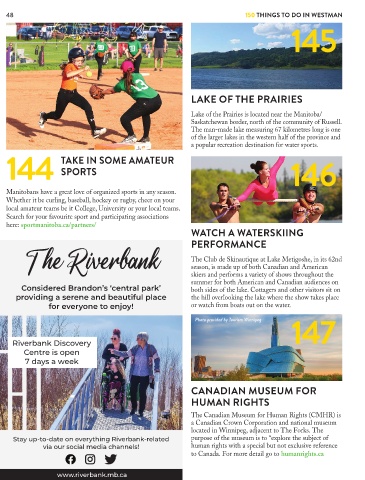 48
150 THINGS TO DO IN WESTMAN
144
TAKE IN SOME AMATEUR
SPORTS
Manitobans have a great love of organized sports in any season.
Whether it be curling, baseball, hockey or rugby, cheer on your
local amateur teams be it College, University or your local teams.
Search for your favourite sport and participating associations
here: sportmanitoba.ca/partners/
The Riverbank
Considered Brandon's 'central park'
providing a serene and beautiful place
for everyone to enjoy!
Riverbank Discovery
Centre is open
7 days a week
Stay up-to-date on everything Riverbank-related
via our social media channels!
www.riverbank.mb.ca
145
LAKE OF THE PRAIRIES
Lake of the Prairies is located near the Manitoba/
Saskatchewan border, north of the community of Russell.
The man-made lake measuring 67 kilometres long is one
of the larger lakes in the western half of the province and
a popular recreation destination for water sports.
146
WATCH A WATERSKIING
PERFORMANCE
The Club de Skinautique at Lake Metigoshe, in its 42nd
season, is made up of both Canadian and American
skiers and performs a variety of shows throughout the
summer for both American and Canadian audiences on
both sides of the lake. Cottagers and other visitors sit on
the hill overlooking the lake where the show takes place
or watch from boats out on the water.
Photo provided by Tourism Winnipeg
147
CANADIAN MUSEUM FOR
HUMAN RIGHTS
The Canadian Museum for Human Rights (CMHR) is
a Canadian Crown Corporation and national museum
located in Winnipeg, adjacent to The Forks. The
purpose of the museum is to "explore the subject of
human rights with a special but not exclusive reference
to Canada. For more detail go to humanrights.ca